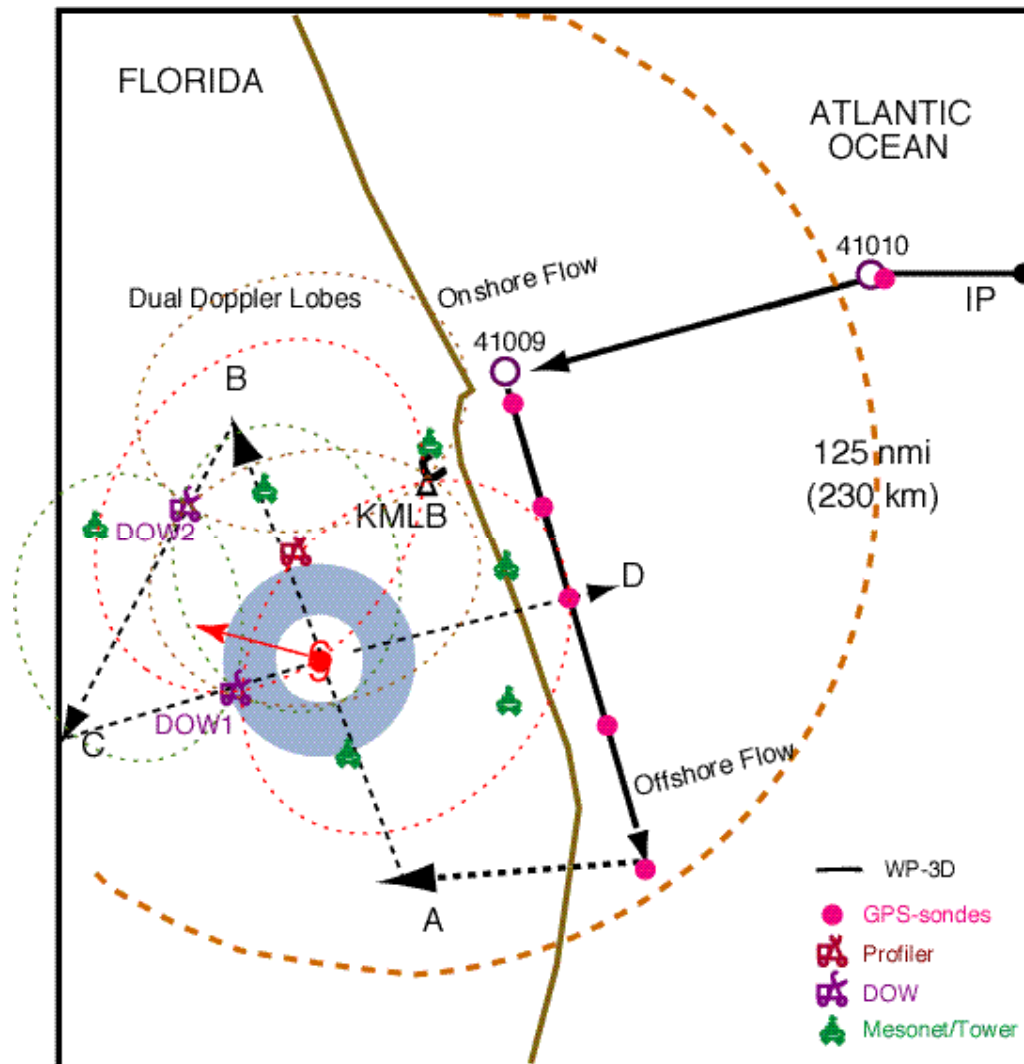 FLORIDA
ATLANTIC
OCEAN
41010
IP
Onshore Flow
Dual Doppler Lobes
41009
B
125 nmi
(230 km)
KMLB
DOW2
D
DOW1
C
Offshore Flow
A
WP-3D
GPS-sondes
Profiler
DOW
Mesonet/Tower